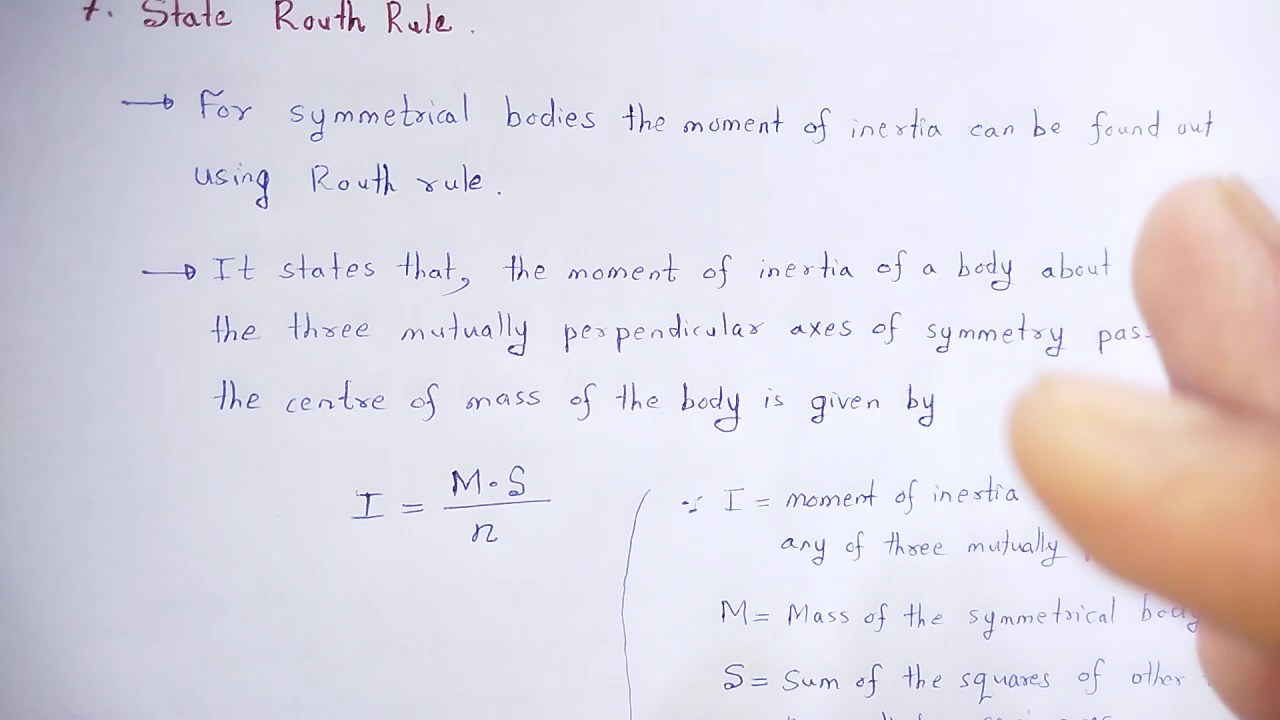 7. State Routh Rule.
→ For symmetrical bodies the moment of inertia can be found out
using Routh rule.
→ It states that, the moment of inertia of a body about
the three mutually perpendicular axes of symmetry
the centre of mass of the body is given by
I = M·S / n
∵ I = moment of inertia
any of three mutually
M = Mass of the symmetrical body
S = Sum of the squares of other